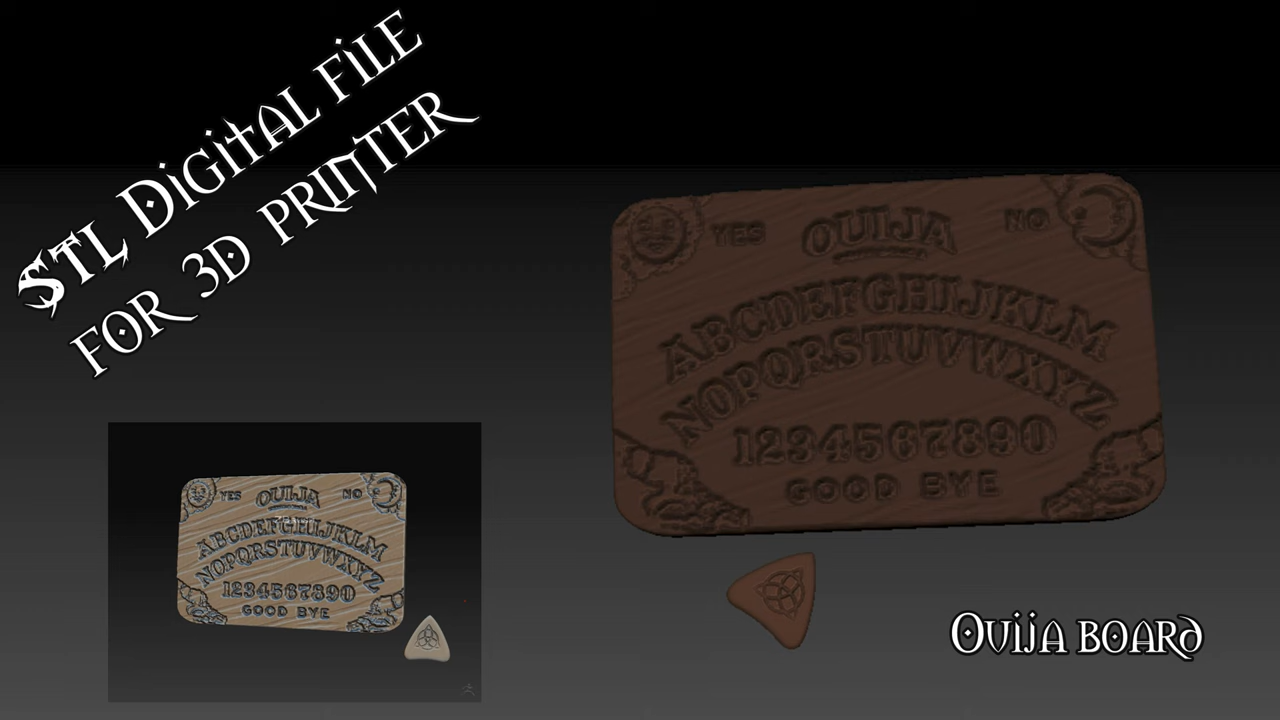 STL DiGiTAL FiLE
FOR 3D PRINTER
YES OUIJA NO
ABCDEFGHIJKLM
NOPQRSTUVWXYZ
1234567890
GOOD BYE
YES OUIJA NO
ABCDEFGHIJKLM
NOPQRSTUVWXYZ
1234567890
GOOD BYE
OUiJA BOARD